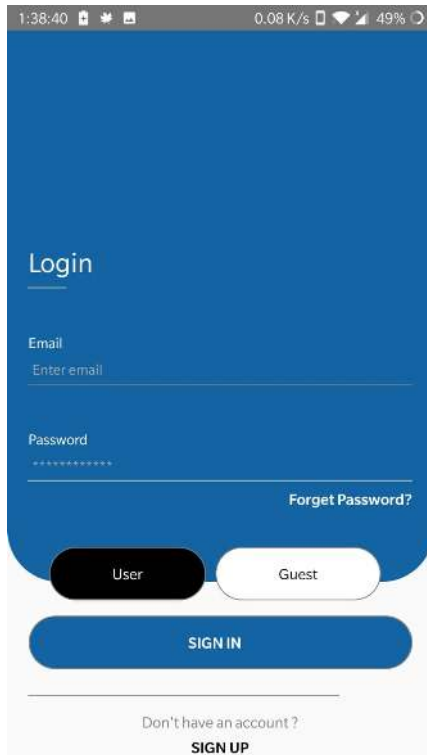 1:38:40 0.08 K/s 49%
Login
Email
Enter email
Password
************
Forget Password?
User Guest
SIGN IN
Don't have an account ?
SIGN UP